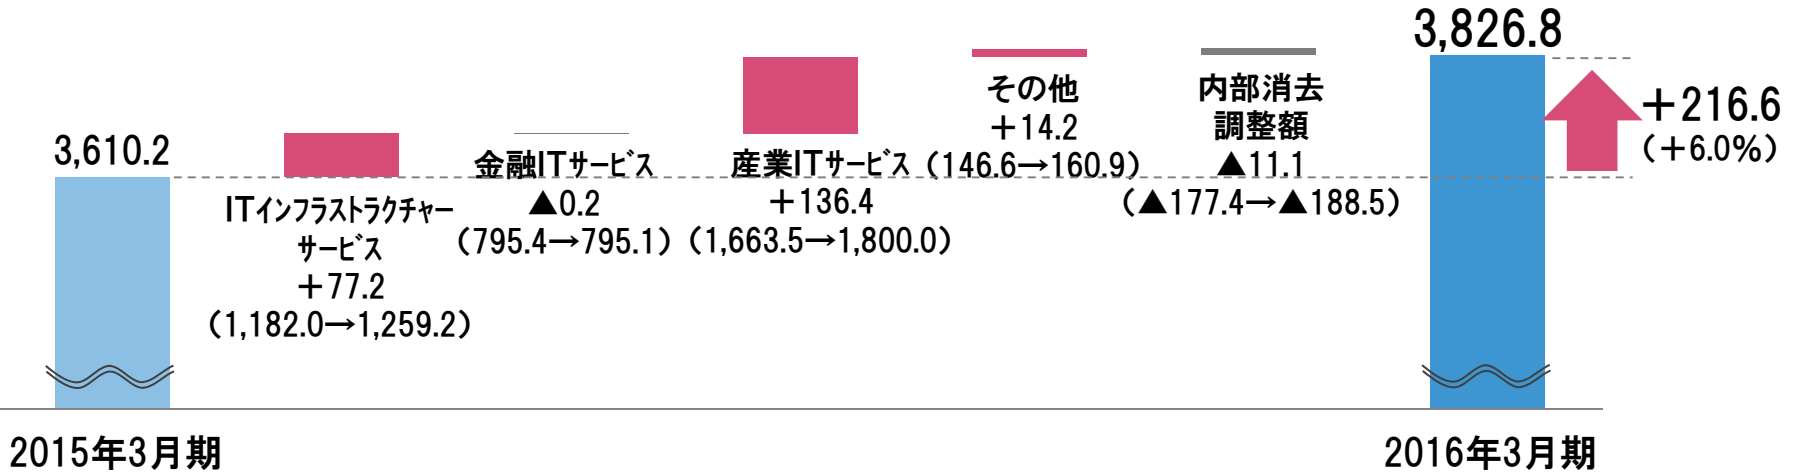 3,610.2
ITインフラストラクチャー
サービス
＋77.2
（1,182.0→1,259.2）
金融ITサービス
▲0.2
（795.4→795.1）
産業ITサービス
＋136.4
（1,663.5→1,800.0）
その他
＋14.2
（146.6→160.9）
内部消去
調整額
▲11.1
（▲177.4→▲188.5）
3,826.8
＋216.6
（＋6.0％）
2015年3月期
2016年3月期